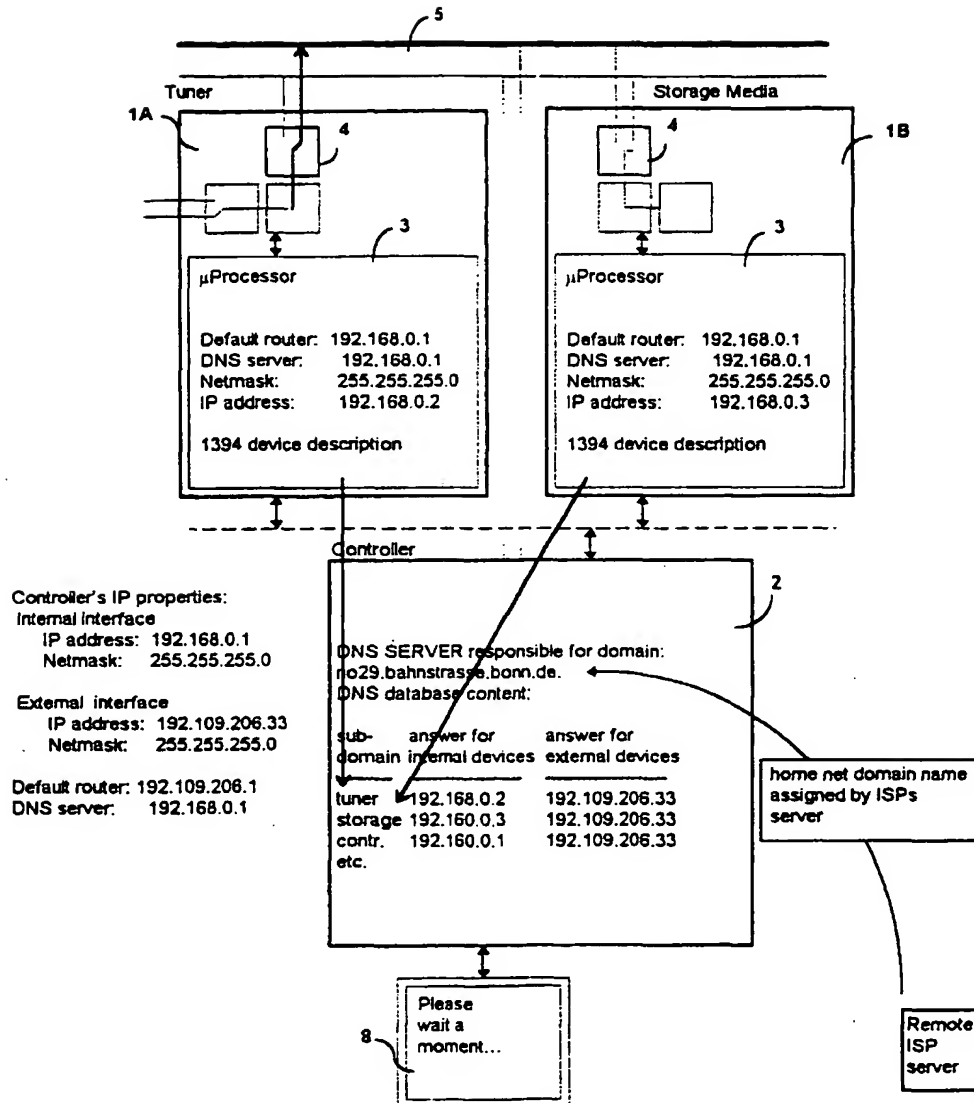 5
Tuner
Storage Media
1A
4
4
1B
3
3
µProcessor
Default router: 192.168.0.1
DNS server: 192.168.0.1
Netmask: 255.255.255.0
IP address: 192.168.0.2
1394 device description
µProcessor
Default router: 192.168.0.1
DNS server: 192.168.0.1
Netmask: 255.255.255.0
IP address: 192.168.0.3
1394 device description
Controller
2
Controller's IP properties:
Internal interface
IP address: 192.168.0.1
Netmask: 255.255.255.0
External interface
IP address: 192.109.206.33
Netmask: 255.255.255.0
Default router: 192.109.206.1
DNS server: 192.168.0.1
DNS SERVER responsible for domain:
no29.bahnstrasse.bonn.de.
DNS database content:
sub- answer for answer for
domain internal devices external devices
tuner 192.168.0.2 192.109.206.33
storage 192.160.0.3 192.109.206.33
contr. 192.160.0.1 192.109.206.33
etc.
home net domain name
assigned by ISPs
server
Please
wait a
moment...
8
Remote
ISP
server